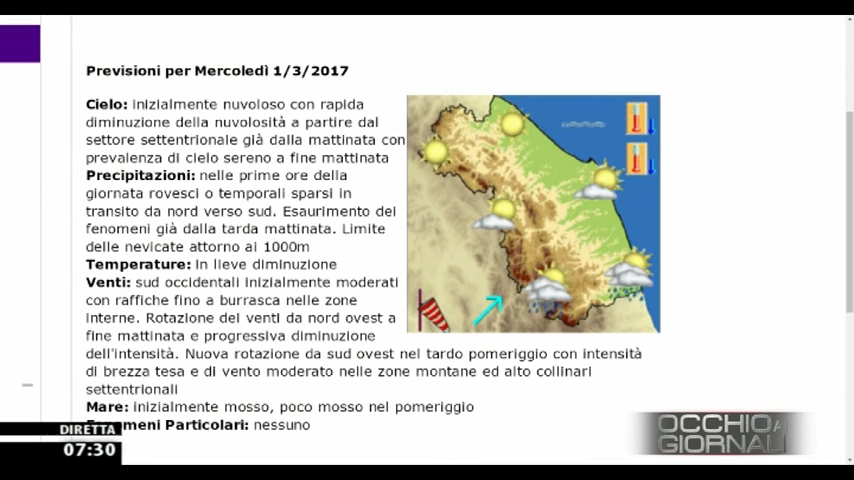 Previsioni per Mercoledì 1/3/2017
Cielo: inizialmente nuvoloso con rapida
diminuzione della nuvolosità a partire dal
settore settentrionale già dalla mattinata con
prevalenza di cielo sereno a fine mattinata
Precipitazioni: nelle prime ore della
giornata rovesci o temporali sparsi in
transito da nord verso sud. Esaurimento dei
fenomeni già dalla tarda mattinata. Limite
delle nevicate attorno ai 1000m
Temperature: in lieve diminuzione
Venti: sud occidentali inizialmente moderati
con raffiche fino a burrasca nelle zone
interne. Rotazione dei venti da nord ovest a
fine mattinata e progressiva diminuzione
dell'intensità. Nuova rotazione da sud ovest nel tardo pomeriggio con intensità
di brezza tesa e di vento moderato nelle zone montane ed alto collinari
settentrionali
Mare: inizialmente mosso, poco mosso nel pomeriggio
Particolari: nessuno
DIRETTA
07:30
OCCHIO AI
GIORNALI